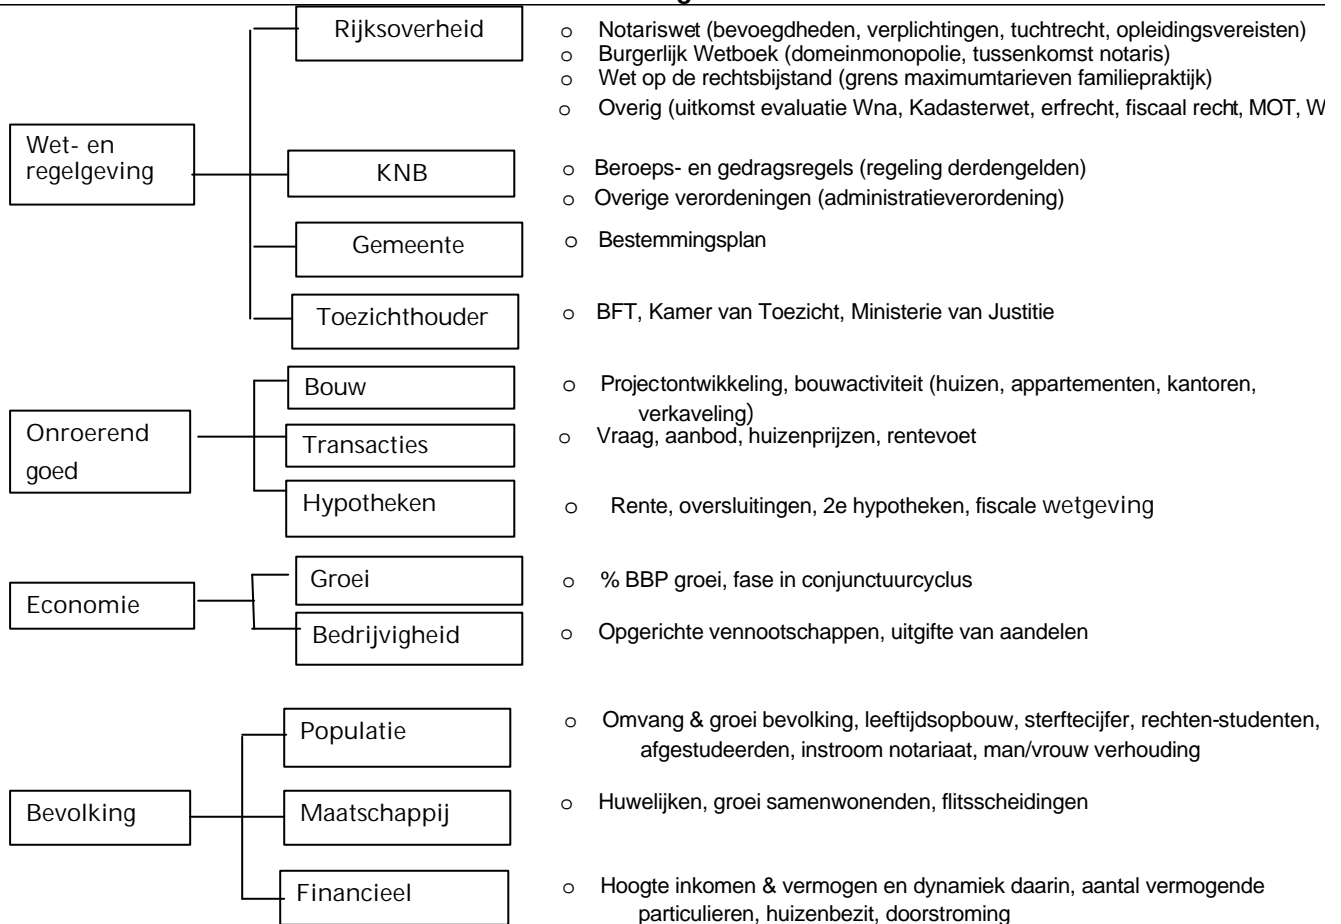 Rijksoverheid
o Notariswet (bevoegdheden, verplichtingen, tuchtrecht, opleidingsvereisten)
o Burgerlijk Wetboek (domeinmonopolie, tussenkomst notaris)
o Wet op de rechtsbijstand (grens maximumtarieven familiepraktijk)
o Overig (uitkomst evaluatie Wna, Kadasterwet, erfrecht, fiscaal recht, MOT, W
Wet- en
regelgeving
KNB
o Beroeps- en gedragsregels (regeling derdengelden)
o Overige verordeningen (administratieverordening)
Gemeente
o Bestemmingsplan
Toezichthouder
o BFT, Kamer van Toezicht, Ministerie van Justitie
Onroerend
goed
Bouw
o Projectontwikkeling, bouwactiviteit (huizen, appartementen, kantoren,
verkaveling)
Transacties
o Vraag, aanbod, huizenprijzen, rentevoet
Hypotheken
o Rente, oversluitingen, 2e hypotheken, fiscale wetgeving
Economie
Groei
o % BBP groei, fase in conjunctuurcyclus
Bedrijvigheid
o Opgerichte vennootschappen, uitgifte van aandelen
Bevolking
Populatie
o Omvang & groei bevolking, leeftijdsopbouw, sterftecijfer, rechten-studenten,
afgestudeerden, instroom notariaat, man/vrouw verhouding
Maatschappij
o Huwelijken, groei samenwonenden, flitsscheidingen
Financieel
o Hoogte inkomen & vermogen en dynamiek daarin, aantal vermogende
particulieren, huizenbezit, doorstroming